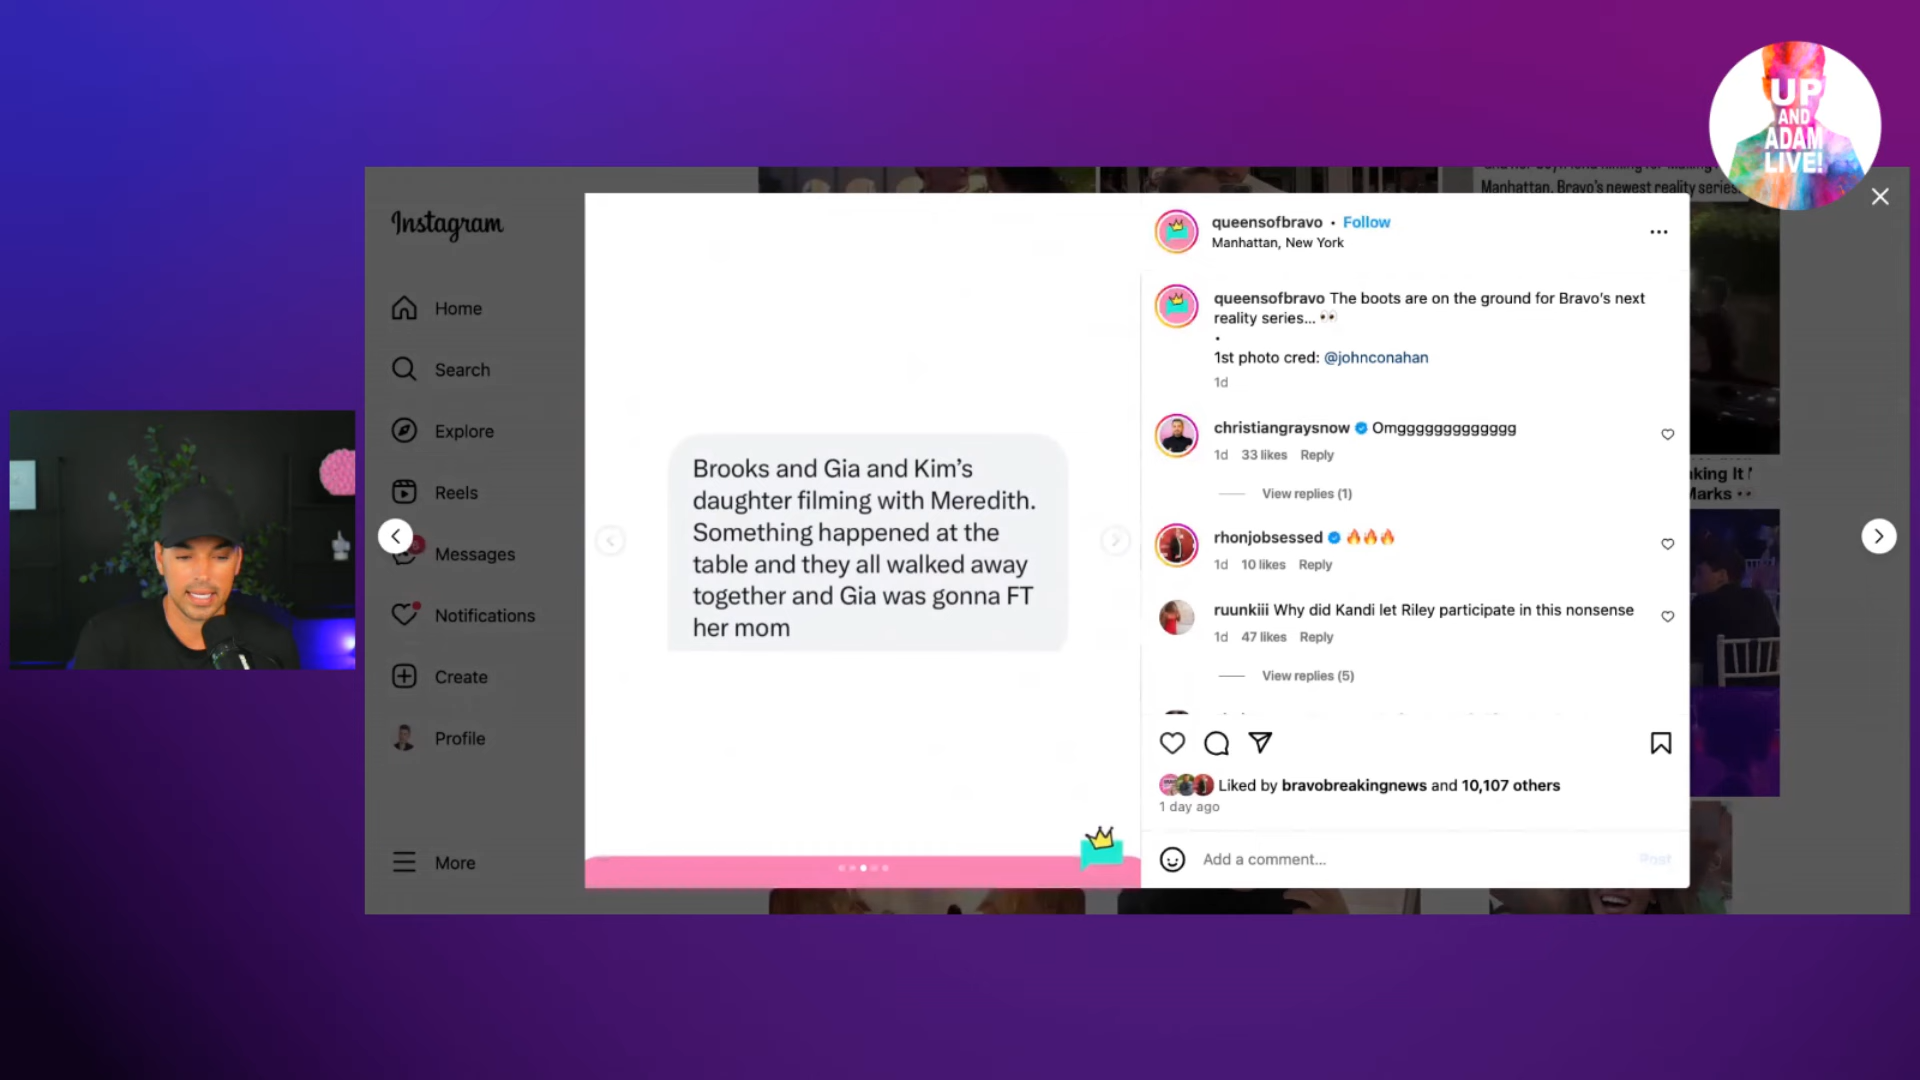 UP
AND
ADAM
LIVE!
Manhattan, Bravo's newest reality series.
Instagram
Home
Search
Explore
Reels
Messages
Notifications
Create
Profile
More
Brooks and Gia and Kim's
daughter filming with Meredith.
Something happened at the
table and they all walked away
together and Gia was gonna FT
her mom
queensofbravo • Follow
Manhattan, New York
queensofbravo The boots are on the ground for Bravo's next
reality series... 👀
•
1st photo cred: @johnconahan
1d
christiangraysnow Omggggggggggggg
1d 33 likes Reply
View replies (1)
rhonjobsessed 🔥🔥🔥
1d 10 likes Reply
ruunkiii Why did Kandi let Riley participate in this nonsense
1d 47 likes Reply
View replies (5)
Liked by bravobreakingnews and 10,107 others
1 day ago
Add a comment...
Post
king It
Marks 👀